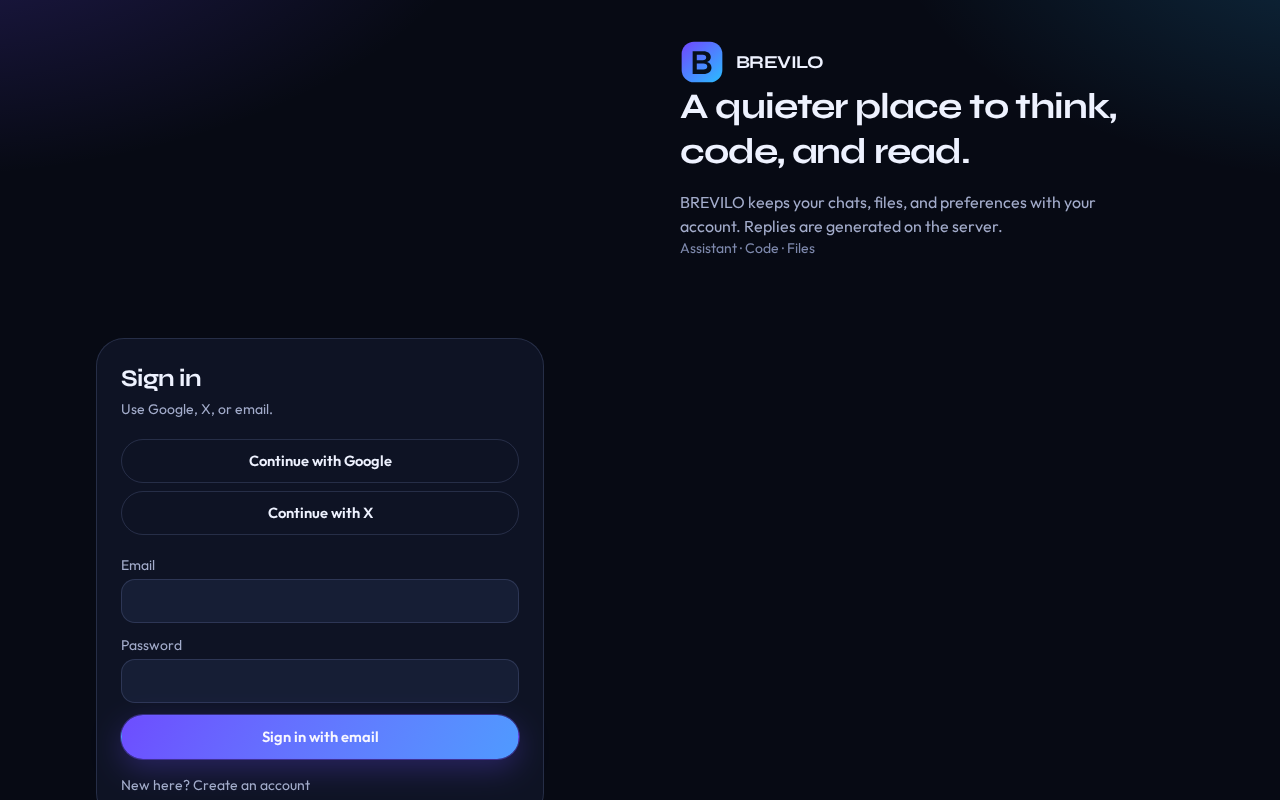 B BREVILO
A quieter place to think,
code, and read.
BREVILO keeps your chats, files, and preferences with your
account. Replies are generated on the server.
Assistant · Code · Files
Sign in
Use Google, X, or email.
Continue with Google
Continue with X
Email
Password
Sign in with email
New here? Create an account